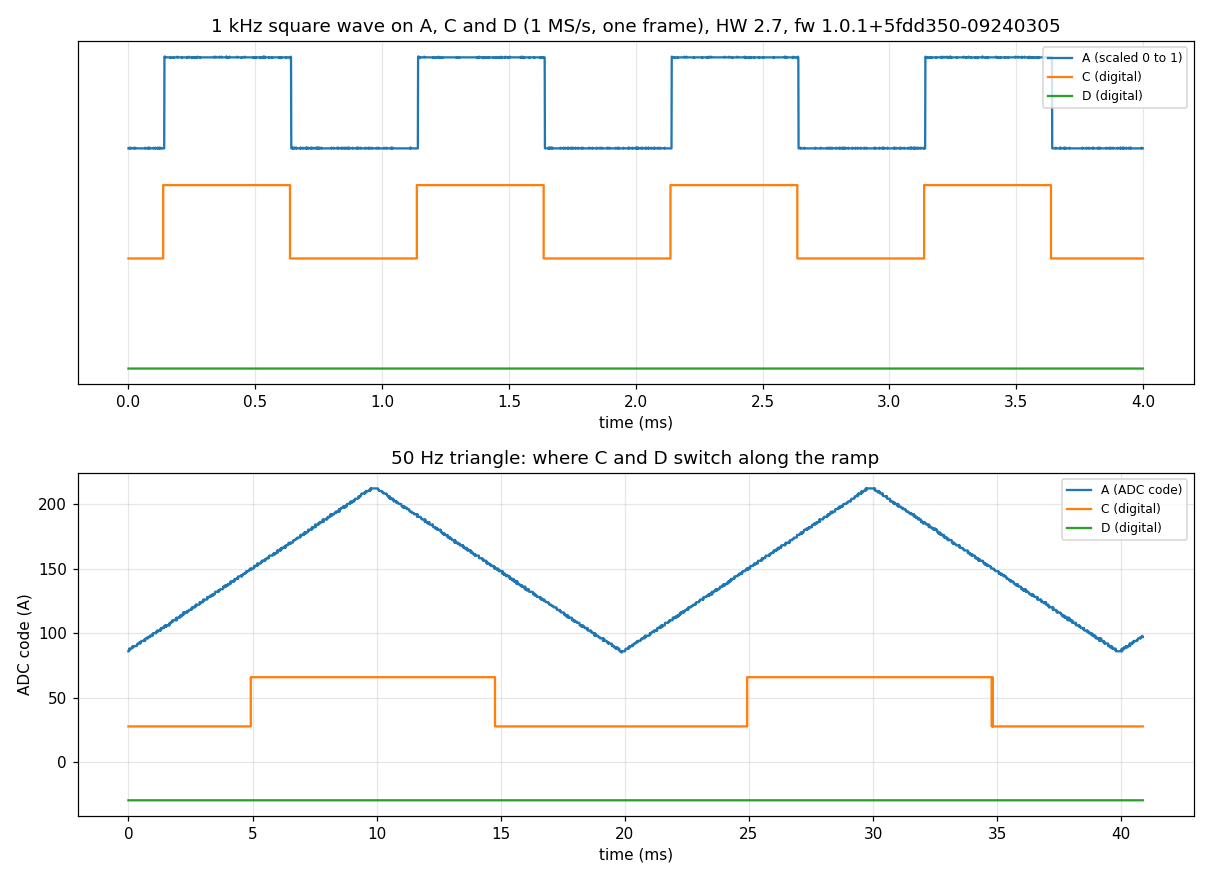 1 kHz square wave on A, C and D (1 MS/s, one frame), HW 2.7, fw 1.0.1+5fdd350-09240305
A (scaled 0 to 1)
C (digital)
D (digital)
0.0 0.5 1.0 1.5 2.0 2.5 3.0 3.5 4.0
time (ms)
50 Hz triangle: where C and D switch along the ramp
A (ADC code)
C (digital)
D (digital)
ADC code (A)
200
150
100
50
0
0 5 10 15 20 25 30 35 40
time (ms)